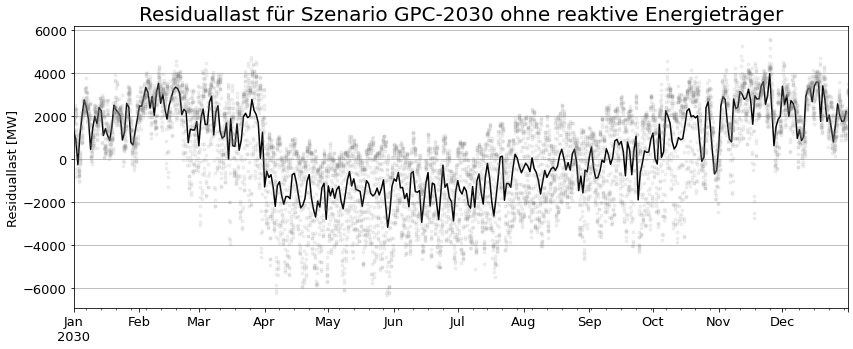 Residuallast für Szenario GPC-2030 ohne reaktive Energieträger
Residuallast [MW]
6000
4000
2000
0
−2000
−4000
−6000
Jan Feb Mar Apr May Jun Jul Aug Sep Oct Nov Dec
2030